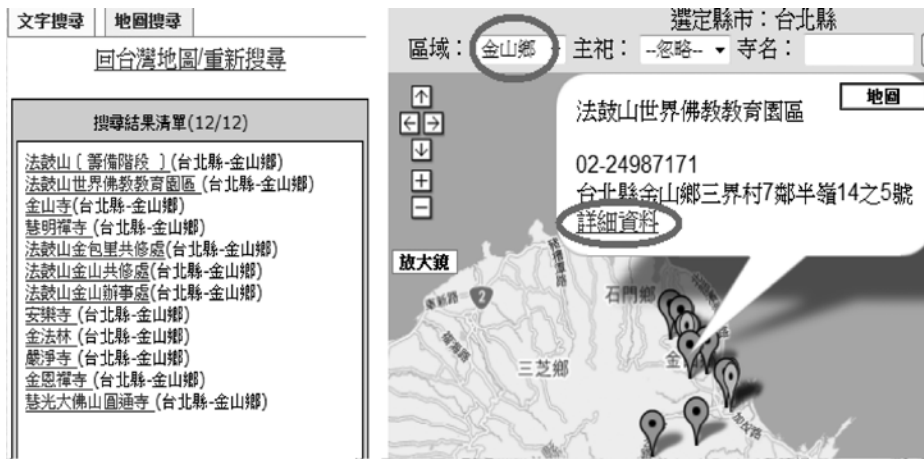 文字搜尋
地圖搜尋
回台灣地圖/重新搜尋
搜尋結果清單(12/12)
法鼓山〔籌備階段 〕(台北縣-金山鄉)
法鼓山世界佛教教育園區 (台北縣-金山鄉)
金山寺(台北縣-金山鄉)
慧明禪寺 (台北縣-金山鄉)
法鼓山金包里共修處(台北縣-金山鄉)
法鼓山金山共修處(台北縣-金山鄉)
法鼓山金山辦事處(台北縣-金山鄉)
安樂寺 (台北縣-金山鄉)
金法林 (台北縣-金山鄉)
嚴淨寺 (台北縣-金山鄉)
金恩禪寺 (台北縣-金山鄉)
慧光大佛山圓通寺 (台北縣-金山鄉)
選定縣市：台北縣
區域： 金山鄉 主祀： --忽略-- 寺名：
地圖
法鼓山世界佛教教育園區
02-24987171
台北縣金山鄉三界村7鄰半嶺14之5號
詳細資料
放大鏡
2
石門鄉
三芝鄉
金